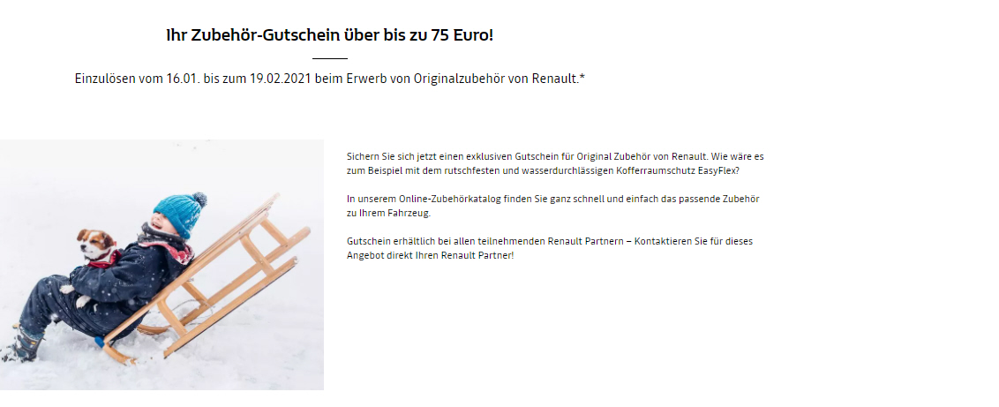 Ihr Zubehör-Gutschein über bis zu 75 Euro!
Einzulösen vom 16.01. bis zum 19.02.2021 beim Erwerb von Originalzubehör von Renault.*
Sichern Sie sich jetzt einen exklusiven Gutschein für Original Zubehör von Renault. Wie wäre es
zum Beispiel mit dem rutschfesten und wasserdurchlässigen Kofferraumschutz EasyFlex?
In unserem Online-Zubehörkatalog finden Sie ganz schnell und einfach das passende Zubehör
zu Ihrem Fahrzeug.
Gutschein erhältlich bei allen teilnehmenden Renault Partnern – Kontaktieren Sie für dieses
Angebot direkt Ihren Renault Partner!